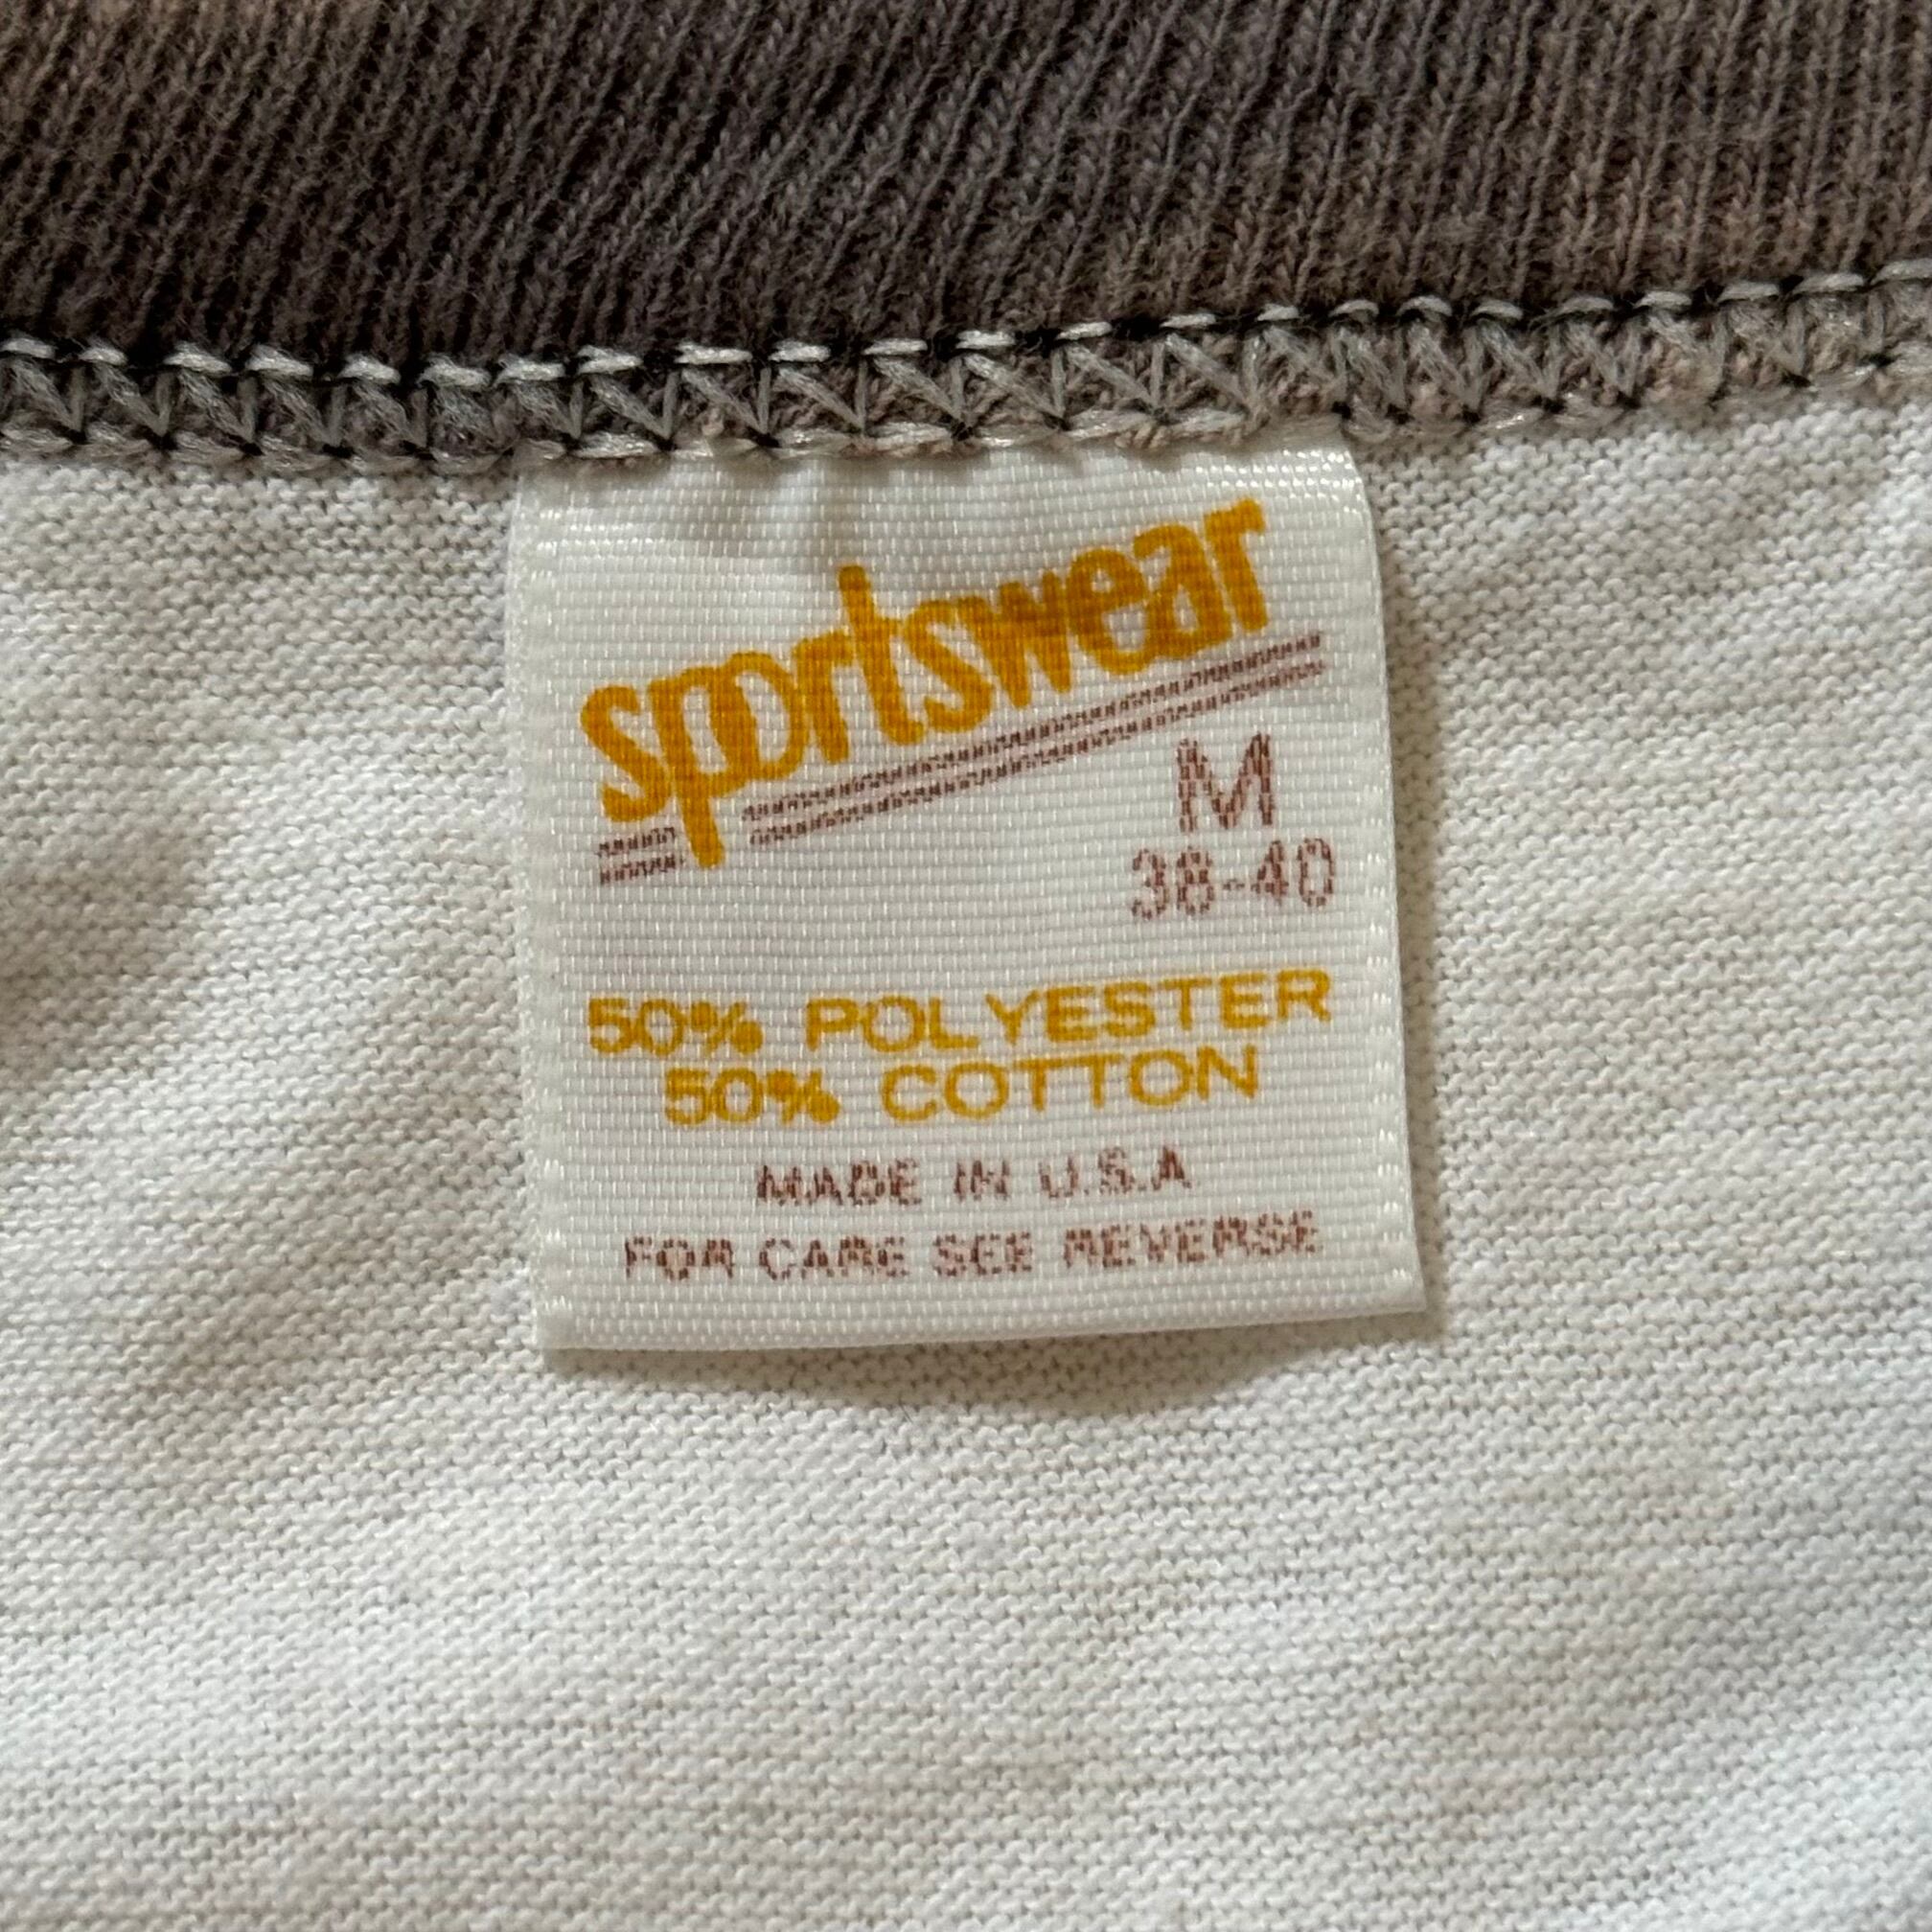 sportswear
M
38-40
50% POLYESTER
50% COTTON
MADE IN U.S.A
FOR CARE SEE REVERSE